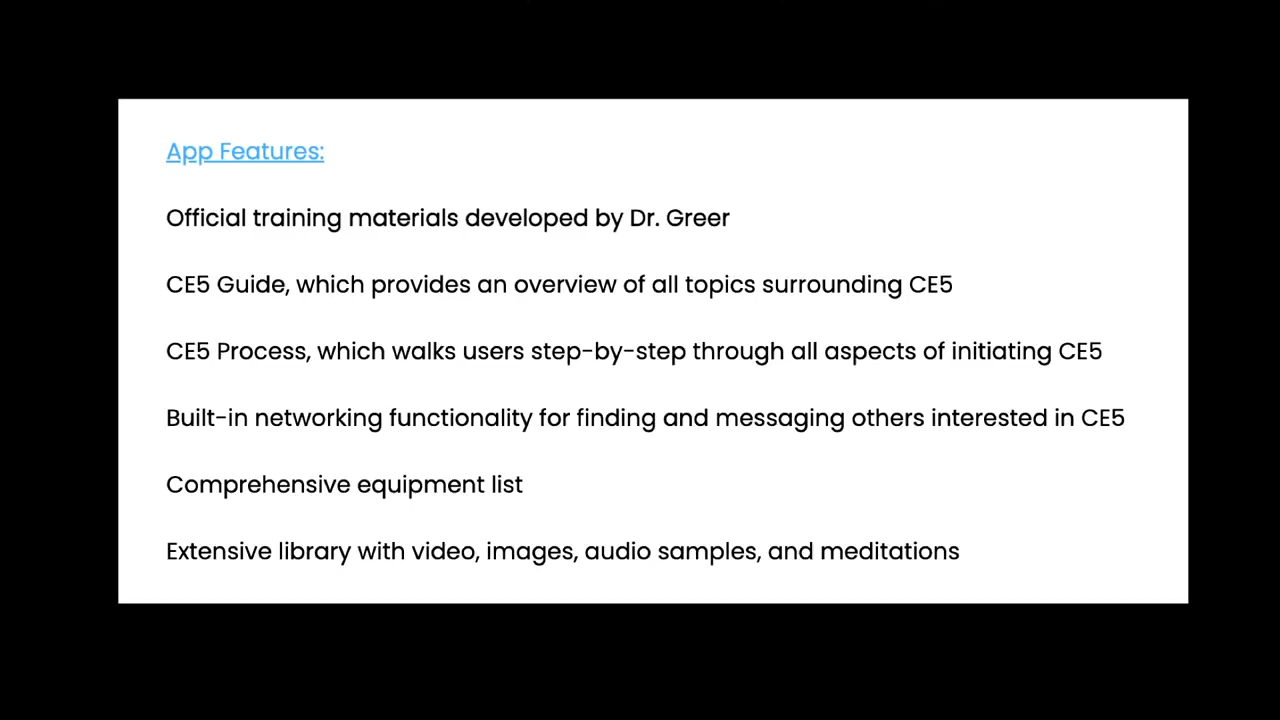 App Features:
Official training materials developed by Dr. Greer
CE5 Guide, which provides an overview of all topics surrounding CE5
CE5 Process, which walks users step-by-step through all aspects of initiating CE5
Built-in networking functionality for finding and messaging others interested in CE5
Comprehensive equipment list
Extensive library with video, images, audio samples, and meditations